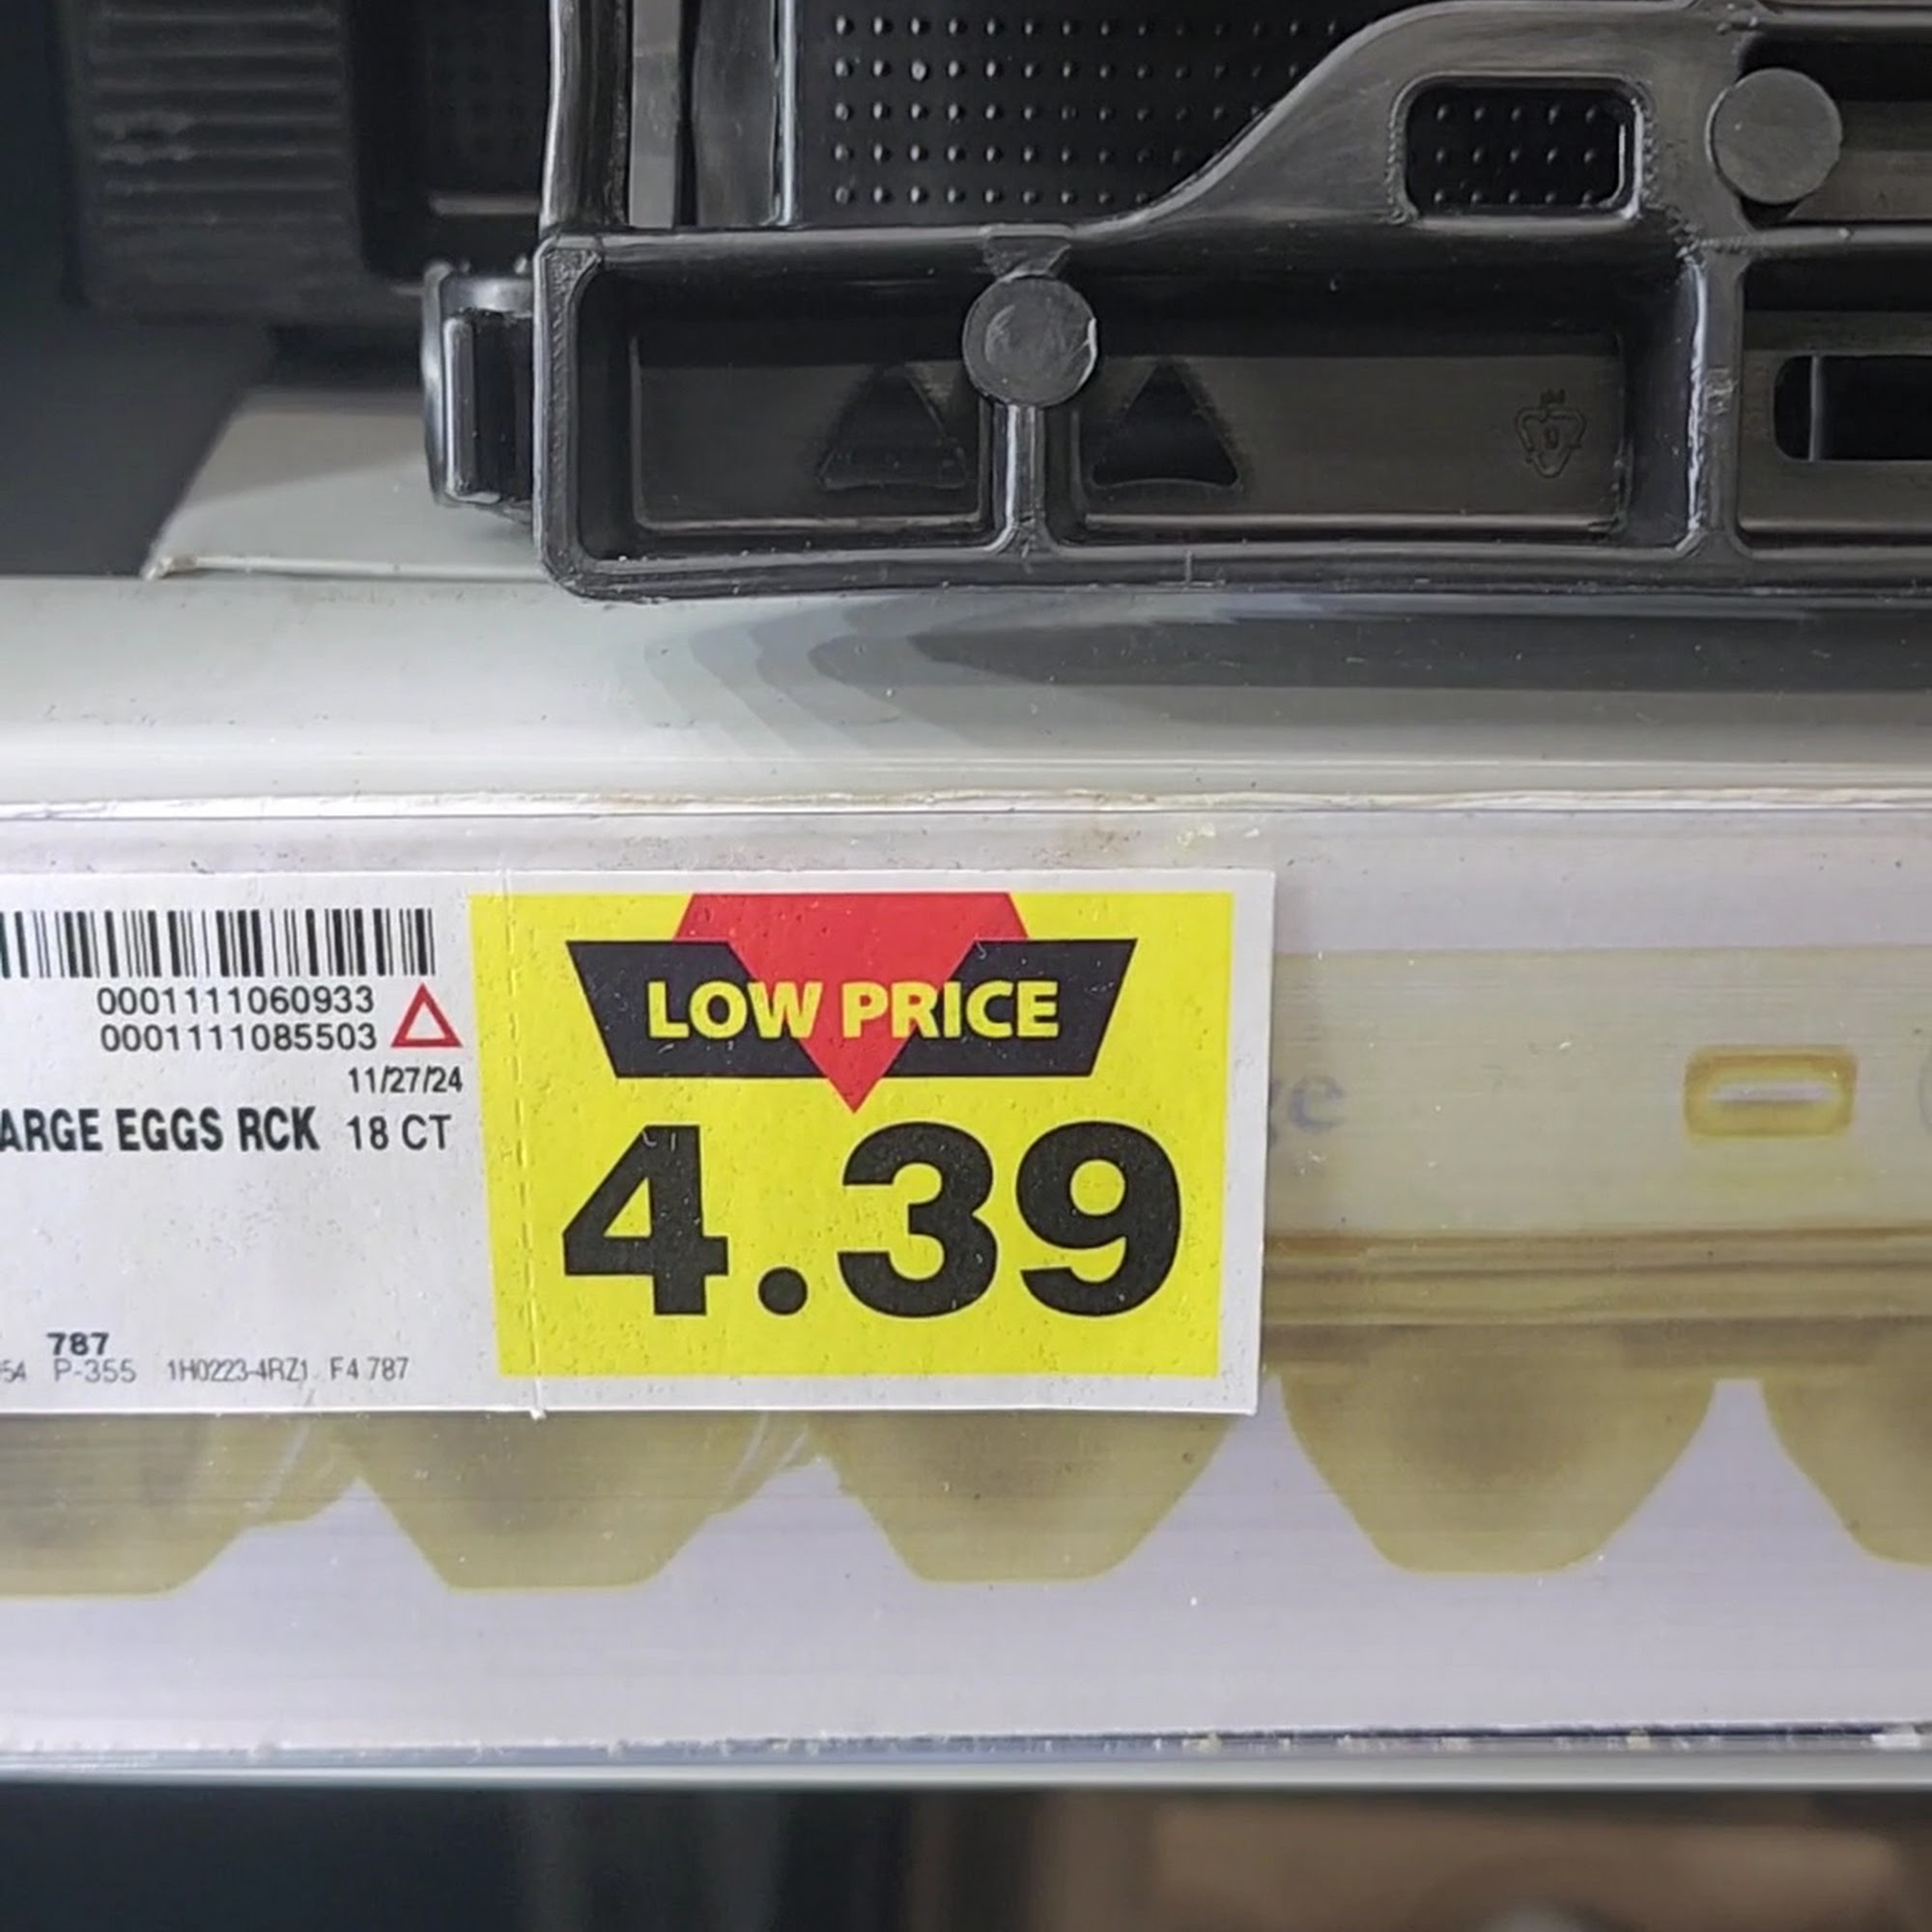 0001111060933
0001111085503
11/27/24
ARGE EGGS RCK 18 CT
787
54 P-355 1H0223-4RZ1 F4 787
LOW PRICE
4.39